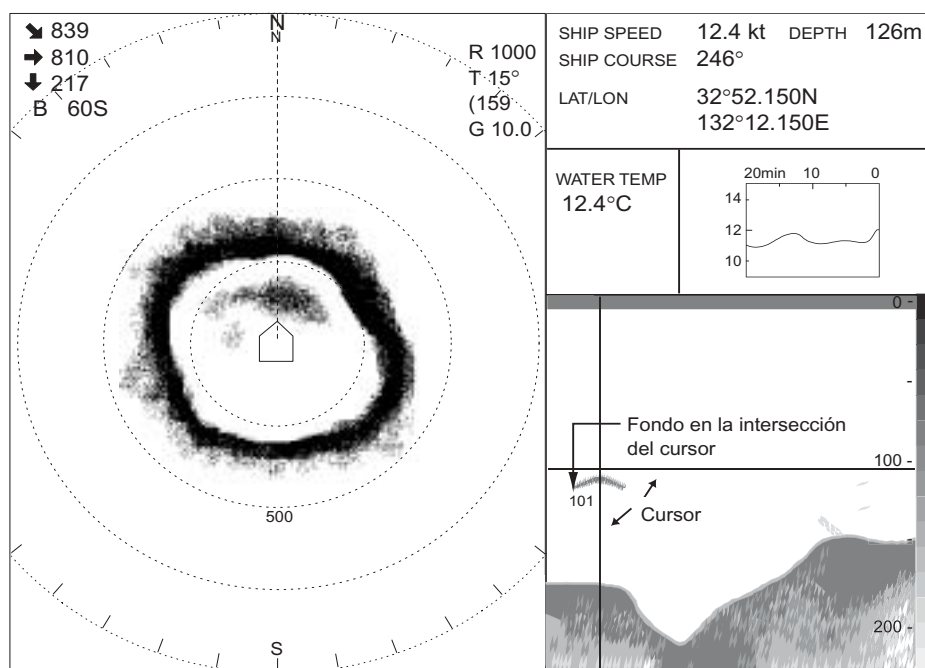 ➘ 839
➡ 810
⬇ 217
B 60S
N
N
R 1000
T 15°
(159
G 10.0
500
S
SHIP SPEED 12.4 kt DEPTH 126m
SHIP COURSE 246°
LAT/LON 32°52.150N
132°12.150E
WATER TEMP
12.4°C
20min 10 0
14
12
10
0 -
Fondo en la intersección
del cursor
100 -
101
Cursor
200 -